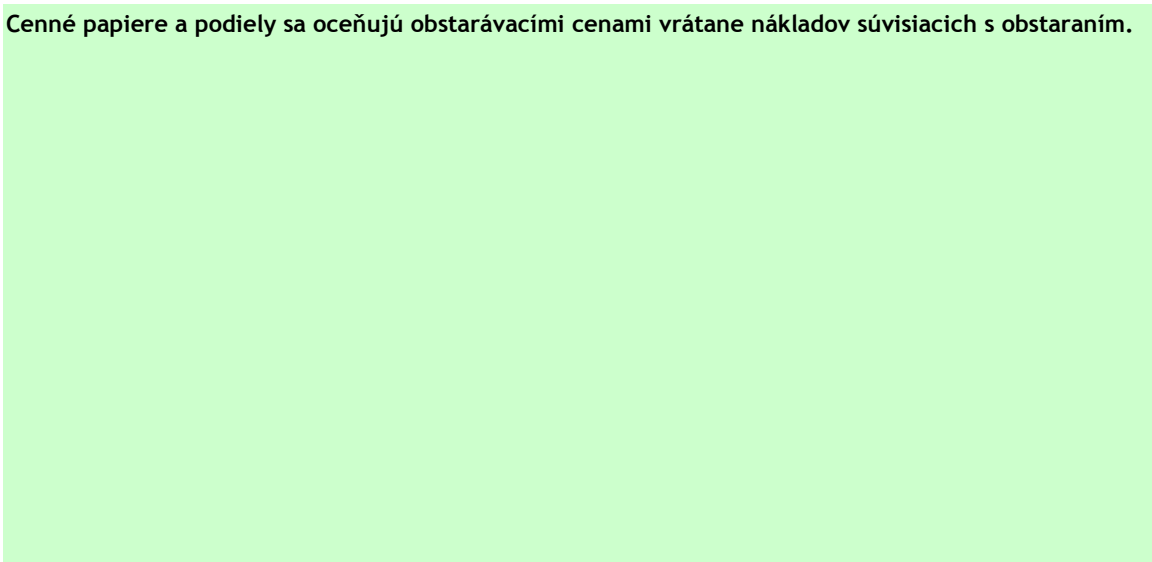 Cenné papiere a podiely sa oceňujú obstarávacími cenami vrátane nákladov súvisiacich s obstaraním.